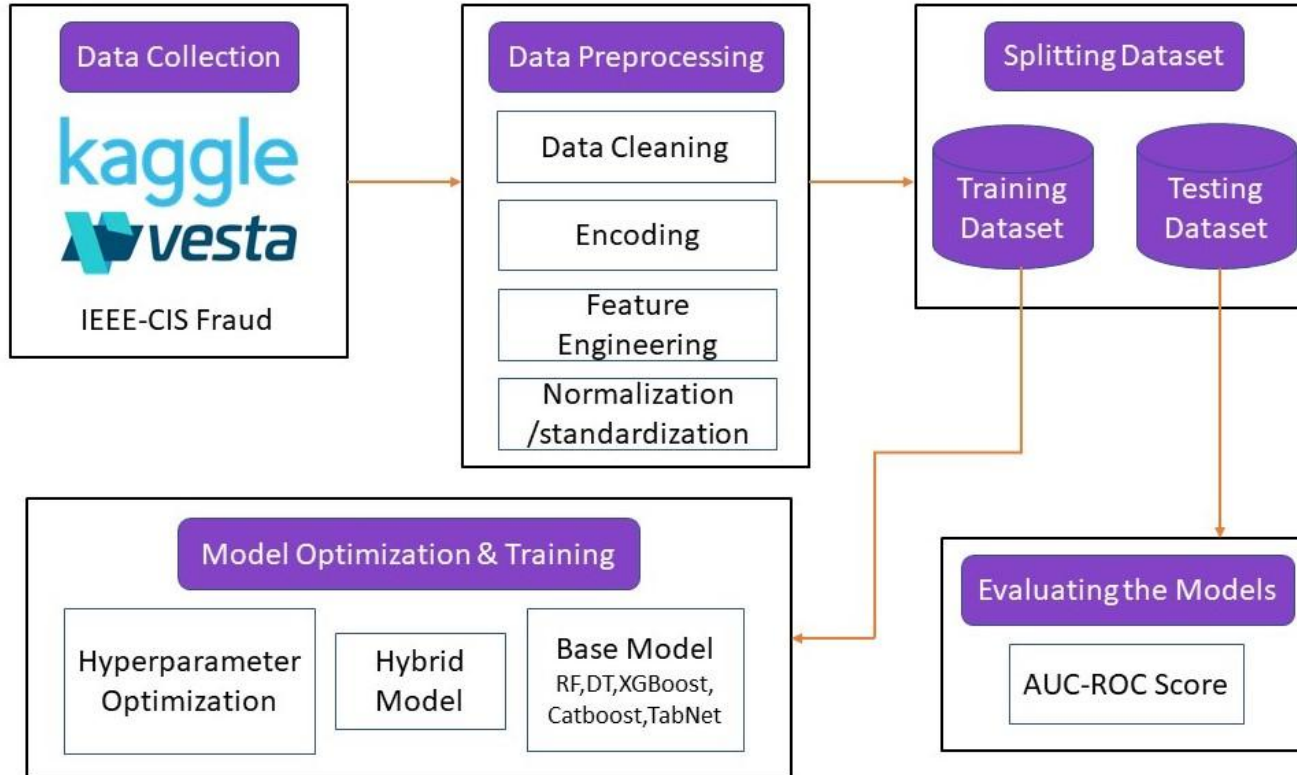 Data Collection
kaggle
vesta
IEEE-CIS Fraud
Data Preprocessing
Data Cleaning
Encoding
Feature
Engineering
Normalization
/standardization
Splitting Dataset
Training
Dataset
Testing
Dataset
Model Optimization & Training
Hyperparameter
Optimization
Hybrid
Model
Base Model
RF,DT,XGBoost,
Catboost,TabNet
Evaluating the Models
AUC-ROC Score